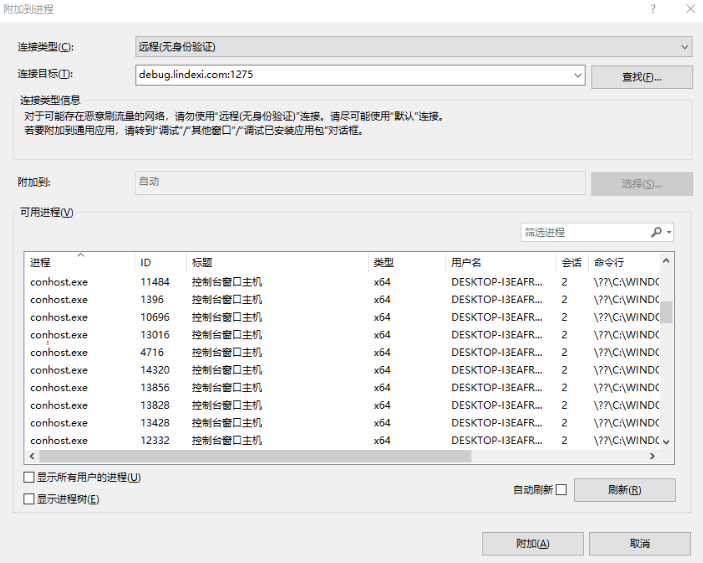 附加到进程
连接类型(C): 远程(无身份验证)
连接目标(T): debug.lindexi.com:1275 查找(F)...
连接类型信息
对于可能存在恶意刷流量的网络，请勿使用"远程(无身份验证)"连接。请尽可能使用"默认"连接。
若要附加到通用应用，请转到"调试"/"其他窗口"/"调试已安装应用包"对话框。
附加到: 自动 选择(S)...
可用进程(V)
筛选进程
进程 ID 标题 类型 用户名 会话 命令行
conhost.exe 11484 控制台窗口主机 x64 DESKTOP-I3EAFR... 2 \??\C:\WINDO
conhost.exe 1396 控制台窗口主机 x64 DESKTOP-I3EAFR... 2 \??\C:\WINDO
conhost.exe 10696 控制台窗口主机 x64 DESKTOP-I3EAFR... 2 \??\C:\WINDO
conhost.exe 13016 控制台窗口主机 x64 DESKTOP-I3EAFR... 2 \??\C:\WINDO
conhost.exe 4716 控制台窗口主机 x64 DESKTOP-I3EAFR... 2 \??\C:\WINDO
conhost.exe 14320 控制台窗口主机 x64 DESKTOP-I3EAFR... 2 \??\C:\WINDO
conhost.exe 13856 控制台窗口主机 x64 DESKTOP-I3EAFR... 2 \??\C:\WINDO
conhost.exe 13828 控制台窗口主机 x64 DESKTOP-I3EAFR... 2 \??\C:\WINDO
conhost.exe 13428 控制台窗口主机 x64 DESKTOP-I3EAFR... 2 \??\C:\WINDO
conhost.exe 12332 控制台窗口主机 x64 DESKTOP-I3EAFR... 2 \??\C:\WINDO
显示所有用户的进程(U)
自动刷新 刷新(R)
显示进程树(E)
附加(A) 取消